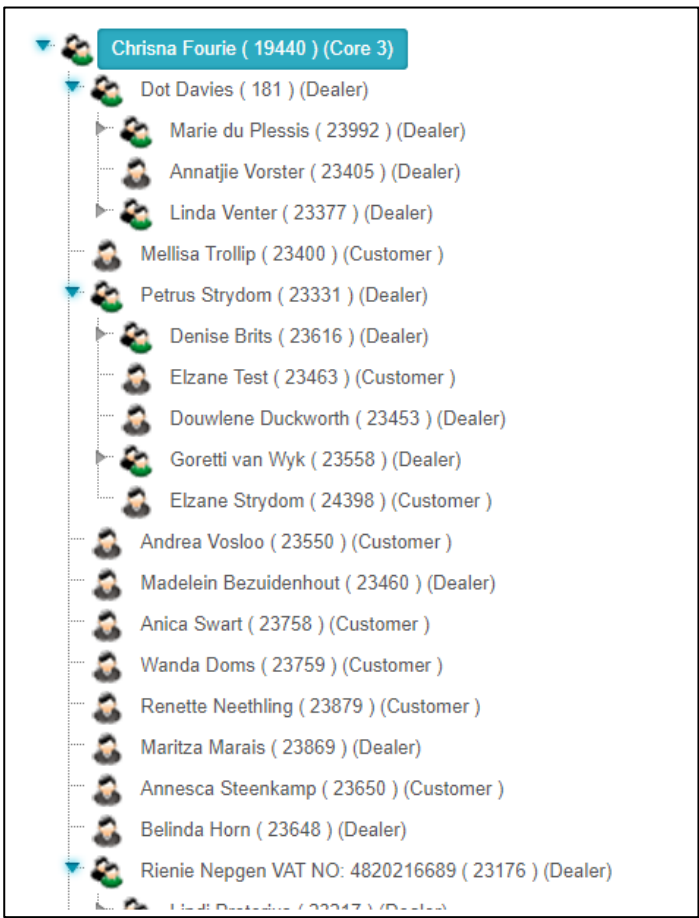 Chrisna Fourie ( 19440 ) (Core 3)
Dot Davies ( 181 ) (Dealer)
Marie du Plessis ( 23992 ) (Dealer)
Annatjie Vorster ( 23405 ) (Dealer)
Linda Venter ( 23377 ) (Dealer)
Mellisa Trollip ( 23400 ) (Customer )
Petrus Strydom ( 23331 ) (Dealer)
Denise Brits ( 23616 ) (Dealer)
Elzane Test ( 23463 ) (Customer )
Douwlene Duckworth ( 23453 ) (Dealer)
Goretti van Wyk ( 23558 ) (Dealer)
Elzane Strydom ( 24398 ) (Customer )
Andrea Vosloo ( 23550 ) (Customer )
Madelein Bezuidenhout ( 23460 ) (Dealer)
Anica Swart ( 23758 ) (Customer )
Wanda Doms ( 23759 ) (Customer )
Renette Neethling ( 23879 ) (Customer )
Maritza Marais ( 23869 ) (Dealer)
Annesca Steenkamp ( 23650 ) (Customer )
Belinda Horn ( 23648 ) (Dealer)
Rienie Nepgen VAT NO: 4820216689 ( 23176 ) (Dealer)